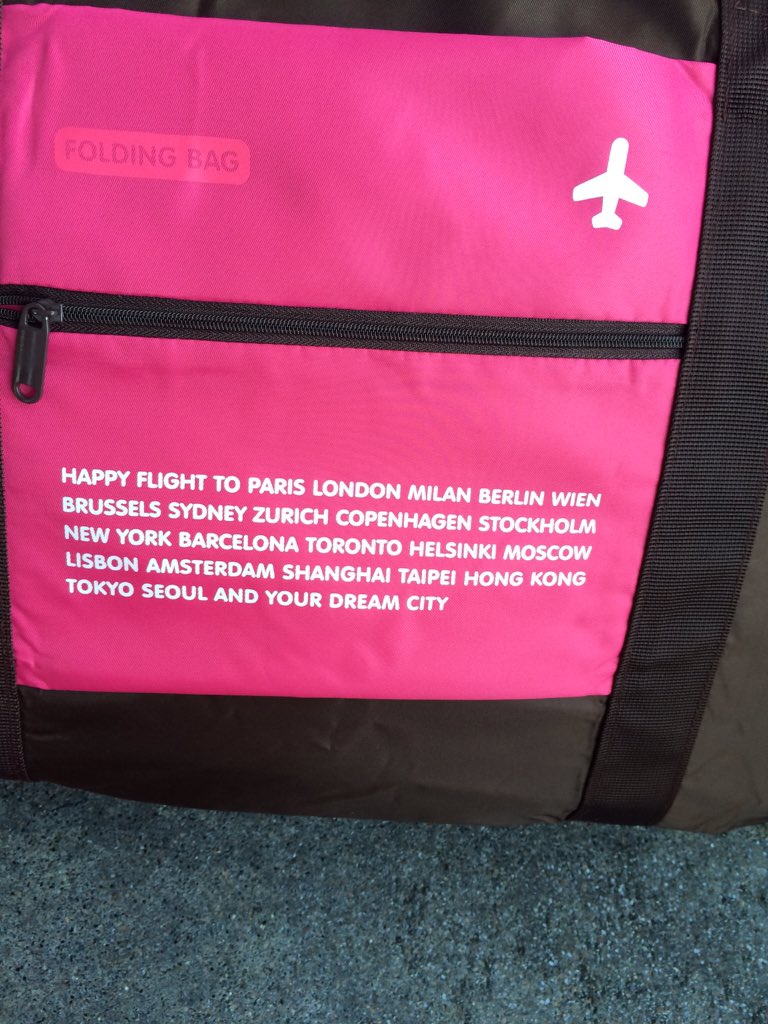 FOLDING BAG
HAPPY FLIGHT TO PARIS LONDON MILAN BERLIN WIEN
BRUSSELS SYDNEY ZURICH COPENHAGEN STOCKHOLM
NEW YORK BARCELONA TORONTO HELSINKI MOSCOW
LISBON AMSTERDAM SHANGHAI TAIPEI HONG KONG
TOKYO SEOUL AND YOUR DREAM CITY